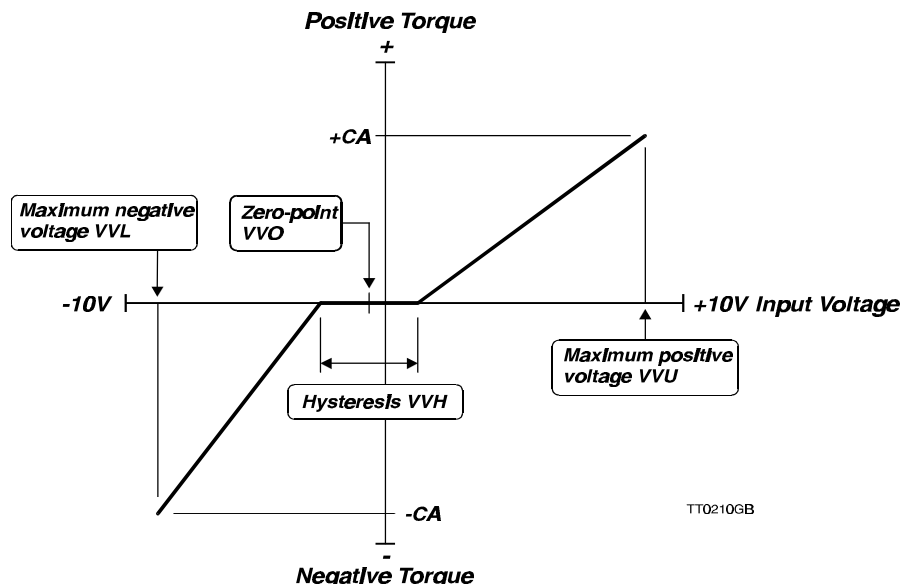 Positive Torque
+
+CA
Maximum negative
voltage VVL
Zero-point
VVO
-10V
+10V Input Voltage
Maximum positive
voltage VVU
Hysteresis VVH
-CA
TT0210GB
-
Negative Torque